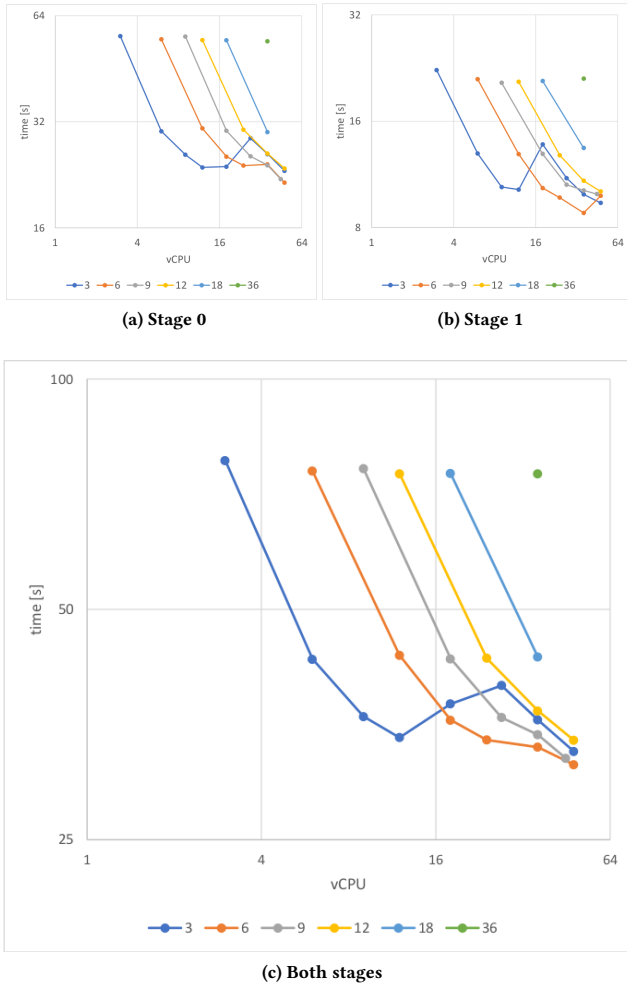 64
32
16
time [s]
1 4 16 64
vCPU
3 6 9 12 18 36
(a) Stage 0
32
16
8
time [s]
1 4 16 64
vCPU
3 6 9 12 18 36
(b) Stage 1
100
50
25
time [s]
1 4 16 64
vCPU
3 6 9 12 18 36
(c) Both stages